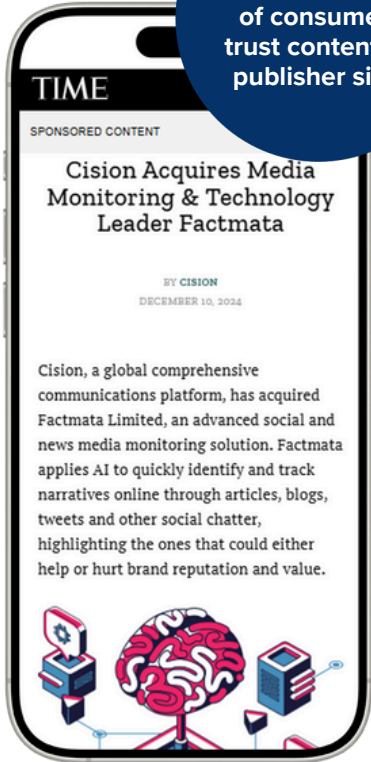 of consume
trust content
publisher si
TIME
SPONSORED CONTENT
Cision Acquires Media
Monitoring & Technology
Leader Factmata
BY CISION
DECEMBER 10, 2024
Cision, a global comprehensive
communications platform, has acquired
Factmata Limited, an advanced social and
news media monitoring solution. Factmata
applies AI to quickly identify and track
narratives online through articles, blogs,
tweets and other social chatter,
highlighting the ones that could either
help or hurt brand reputation and value.